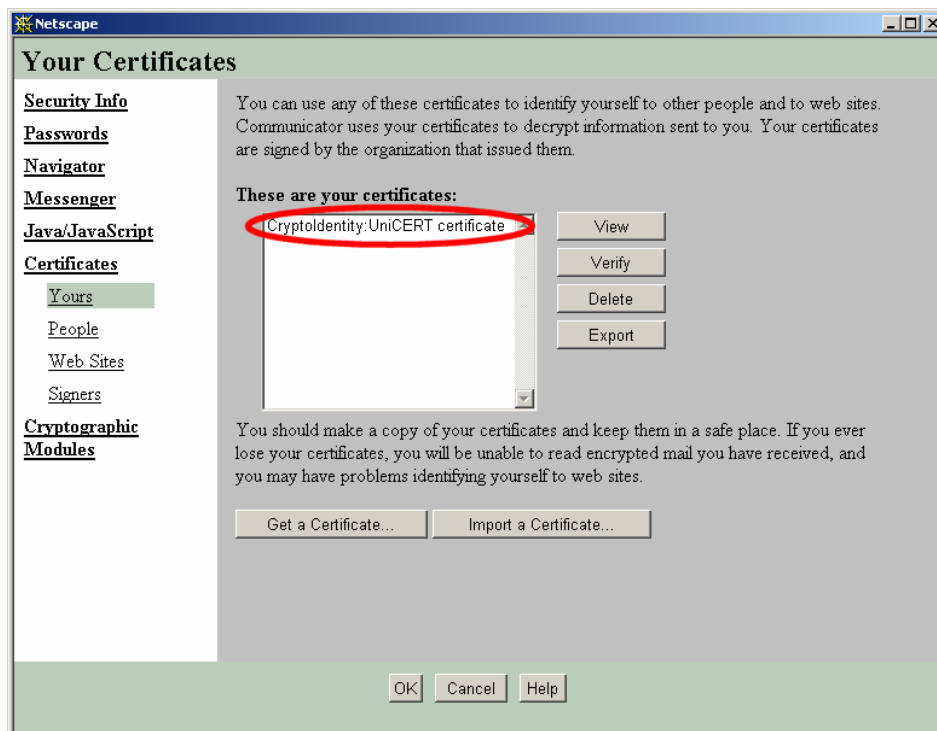 Netscape
Your Certificates
Security Info
Passwords
Navigator
Messenger
Java/JavaScript
Certificates
Yours
People
Web Sites
Signers
Cryptographic
Modules
You can use any of these certificates to identify yourself to other people and to web sites.
Communicator uses your certificates to decrypt information sent to you. Your certificates
are signed by the organization that issued them.
These are your certificates:
CryptoIdentity:UniCERT certificate
View
Verify
Delete
Export
You should make a copy of your certificates and keep them in a safe place. If you ever
lose your certificates, you will be unable to read encrypted mail you have received, and
you may have problems identifying yourself to web sites.
Get a Certificate... Import a Certificate...
OK Cancel Help